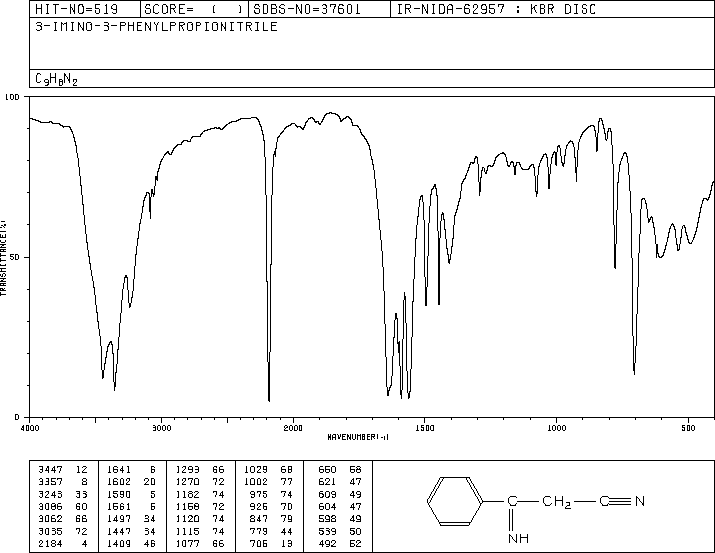 HIT-NO=519 SCORE= ( ) SDBS-NO=37601 IR-NIDA-62957 : KBR DISC
3-IMINO-3-PHENYLPROPIONITRILE
C9H8N2
100
50
0
TRANSMITTANCE(%)
4000 3000 2000 1500 1000 500
WAVENUMBER(-1)
3447 12 1641 6 1293 66 1029 68 650 58
3357 8 1602 20 1270 72 1002 77 621 47
3243 33 1590 5 1182 74 975 74 609 49
3086 60 1561 5 1158 72 926 70 604 47
3062 66 1497 34 1120 74 847 79 598 49
3035 72 1447 34 1115 74 779 44 539 50
2184 4 1409 46 1077 66 706 13 492 52
C CH2 C N
NH